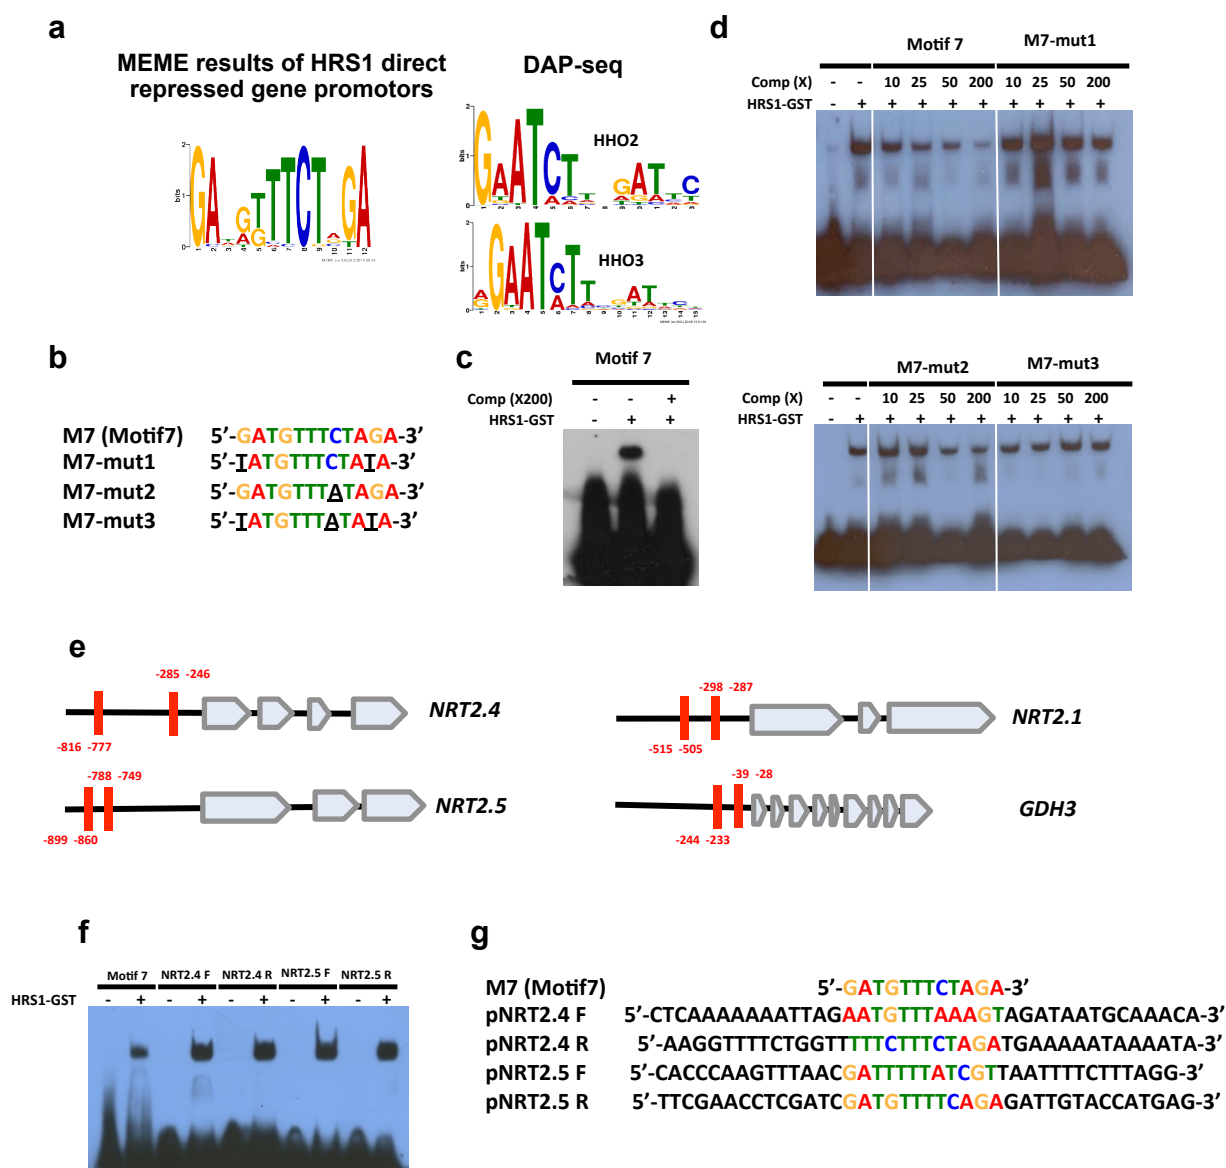 a
MEME results of HRS1 direct
repressed gene promotors
DAP-seq
HHO2
HHO3
bits
b
M7 (Motif7) 5’-GATGTTTCTAGA-3’
M7-mut1 5’-TATGTTTCTATA-3’
M7-mut2 5’-GATGTTTATAGA-3’
M7-mut3 5’-TATGTTTATATA-3’
c
Motif 7
Comp (X200) - - +
HRS1-GST - + +
d
Motif 7 M7-mut1
Comp (X) - - 10 25 50 200 10 25 50 200
HRS1-GST - + + + + + + + + +
M7-mut2 M7-mut3
Comp (X) - - 10 25 50 200 10 25 50 200
HRS1-GST - + + + + + + + + +
e
-285 -246
-816 -777
NRT2.4
-298 -287
-515 -505
NRT2.1
-788 -749
-899 -860
NRT2.5
-39 -28
-244 -233
GDH3
f
Motif 7 NRT2.4 F NRT2.4 R NRT2.5 F NRT2.5 R
HRS1-GST - + - + - + - + - +
g
M7 (Motif7) 5’-GATGTTTCTAGA-3’
pNRT2.4 F 5’-CTCAAAAAAATTAGAATGTTTAAAGTAGATAATGCAAACA-3’
pNRT2.4 R 5’-AAGGTTTTCTGGTTTTTCTTTCTAGATGAAAAATAAAATA-3’
pNRT2.5 F 5’-CACCCAAGTTTAACGATTTTTATCGTTAATTTTCTTTAGG-3’
pNRT2.5 R 5’-TTCGAACCTCGATCGATGTTTTCAGAGATTGTACCATGAG-3’